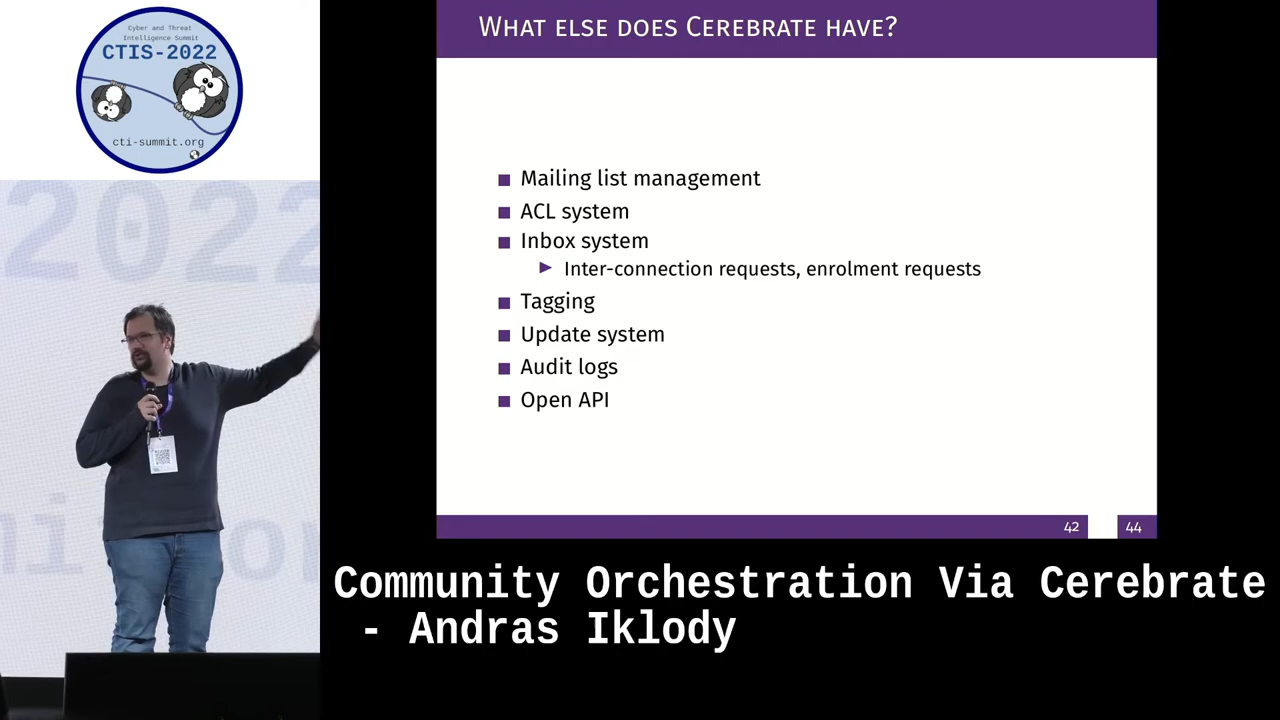 Cyber and Threat
Intelligence Summit
CTIS-2022
cti-summit.org
2022
WHAT ELSE DOES CEREBRATE HAVE?
Mailing list management
ACL system
Inbox system
Inter-connection requests, enrolment requests
Tagging
Update system
Audit logs
Open API
42 44
Community Orchestration Via Cerebrate
- Andras Iklody